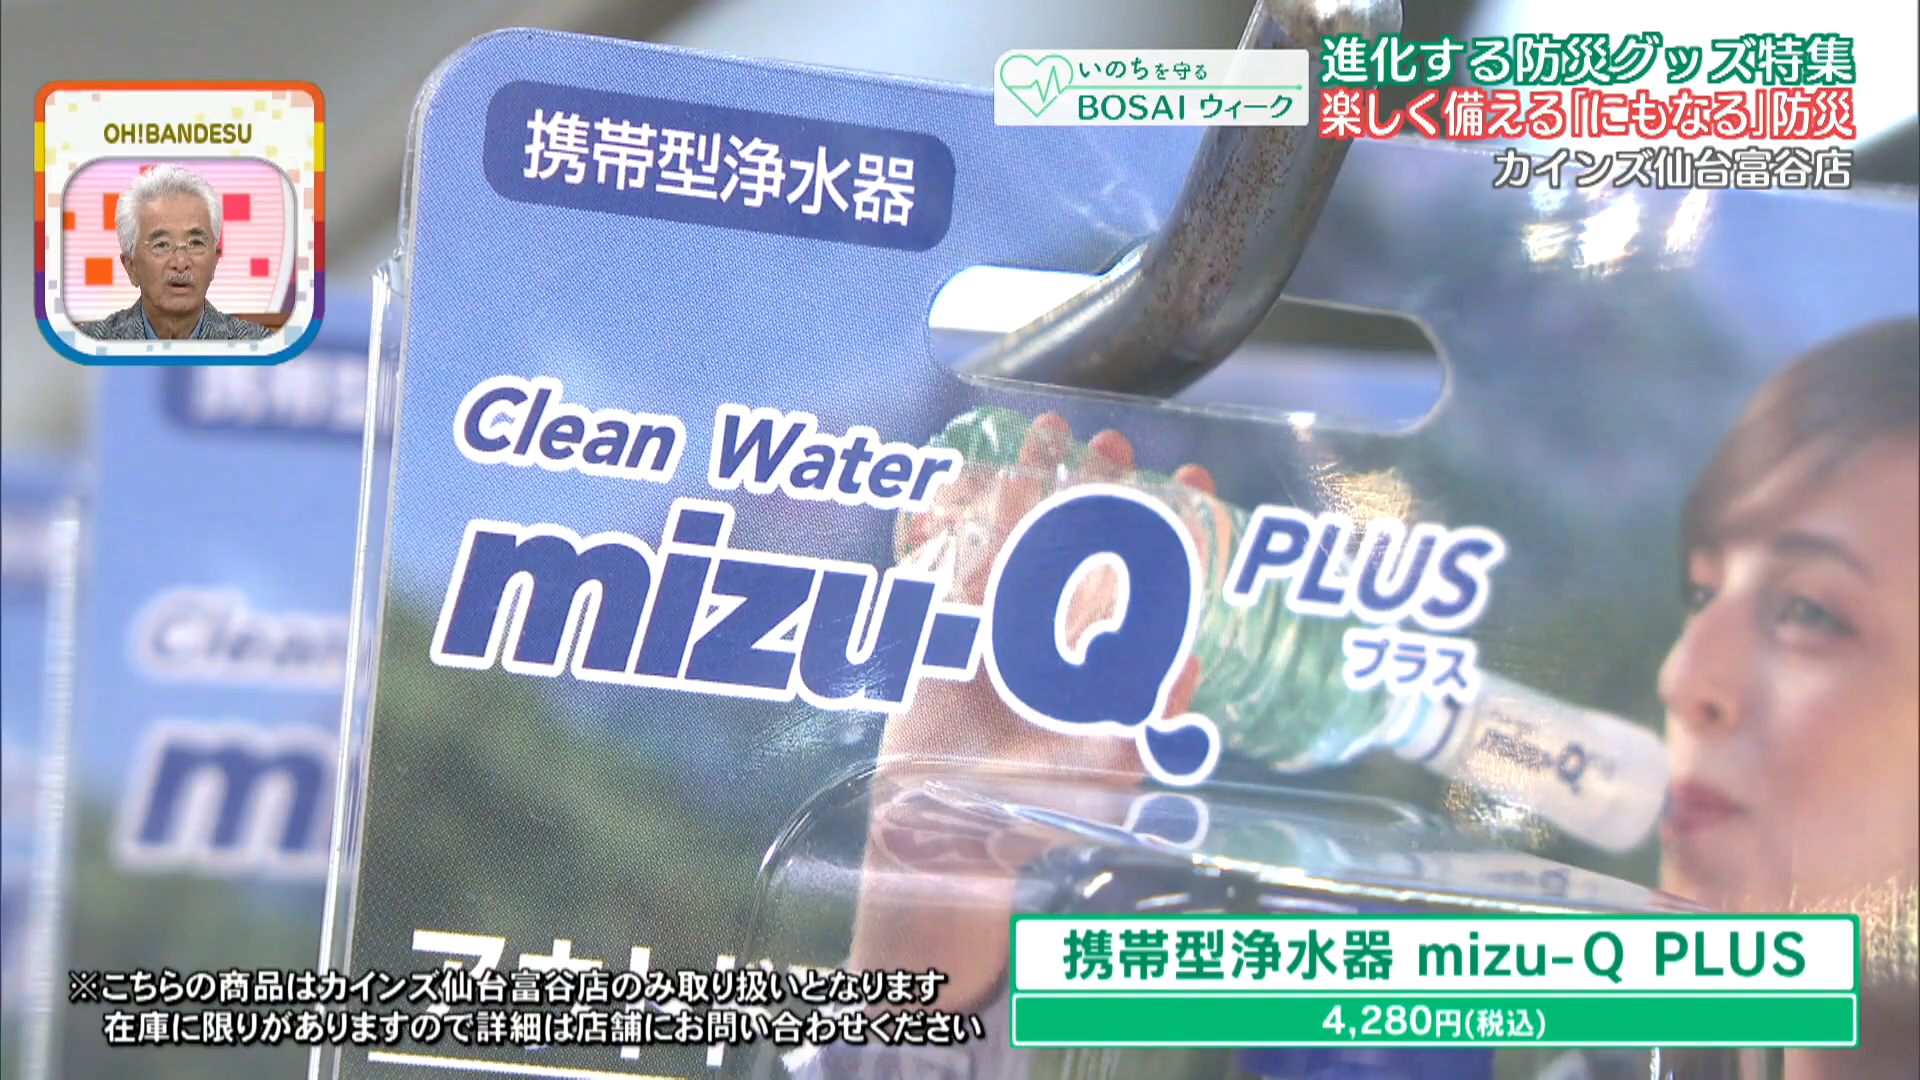 OH!BANDESU
いのちを守る
BOSAI ウィーク
進化する防災グッズ特集
楽しく備える「にもなる」防災
カインズ仙台富谷店
携帯型浄水器
Clean Water
mizu-Q PLUS
プラス
mizu-Q
Clean
m
携帯型浄水器 mizu-Q PLUS
4,280円(税込)
※こちらの商品はカインズ仙台富谷店のみ取り扱いとなります
在庫に限りがありますので詳細は店舗にお問い合わせください